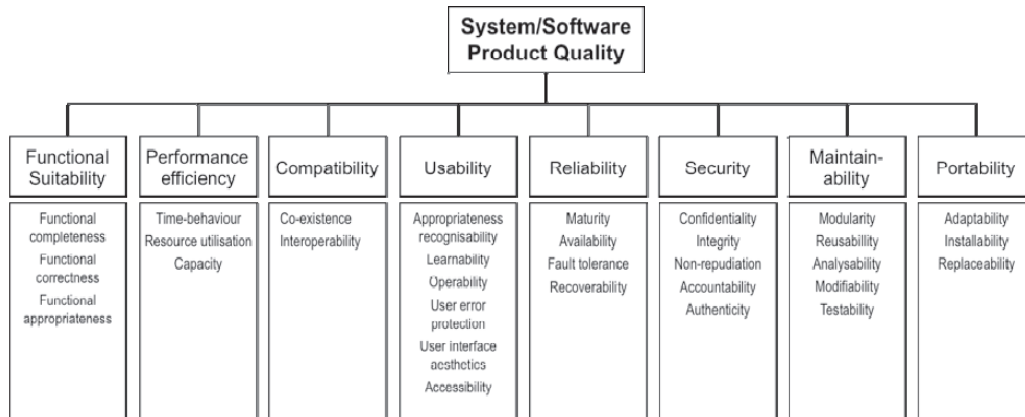 System/Software
Product Quality
Functional
Suitability
Performance
efficiency
Compatibility
Usability
Reliability
Security
Maintain-
ability
Portability
Functional
completeness
Functional
correctness
Functional
appropriateness
Time-behaviour
Resource utilisation
Capacity
Co-existence
Interoperability
Appropriateness
recognisability
Learnability
Operability
User error
protection
User interface
aesthetics
Accessibility
Maturity
Availability
Fault tolerance
Recoverability
Confidentiality
Integrity
Non-repudiation
Accountability
Authenticity
Modularity
Reusabillity
Analysability
Modifiability
Testability
Adaptability
Installability
Replaceability